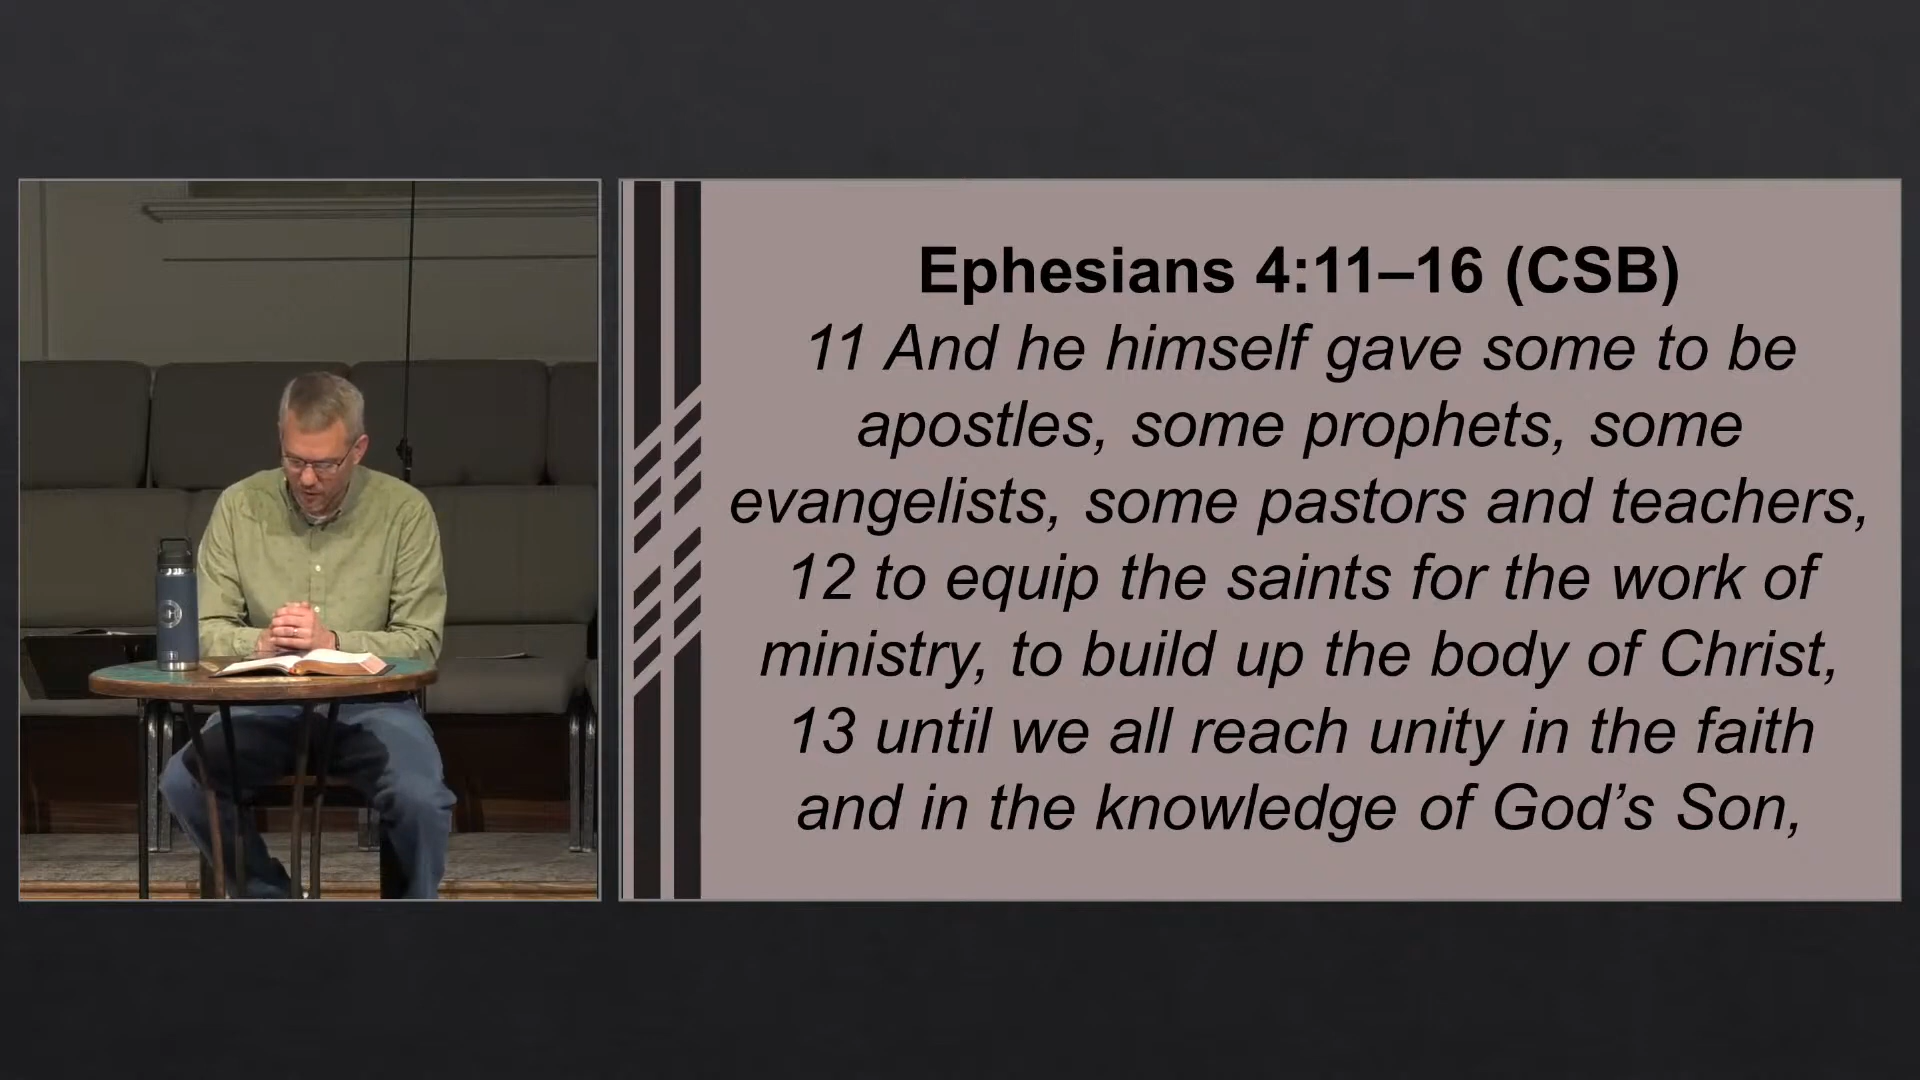 Ephesians 4:11–16 (CSB)
11 And he himself gave some to be
apostles, some prophets, some
evangelists, some pastors and teachers,
12 to equip the saints for the work of
ministry, to build up the body of Christ,
13 until we all reach unity in the faith
and in the knowledge of God’s Son,